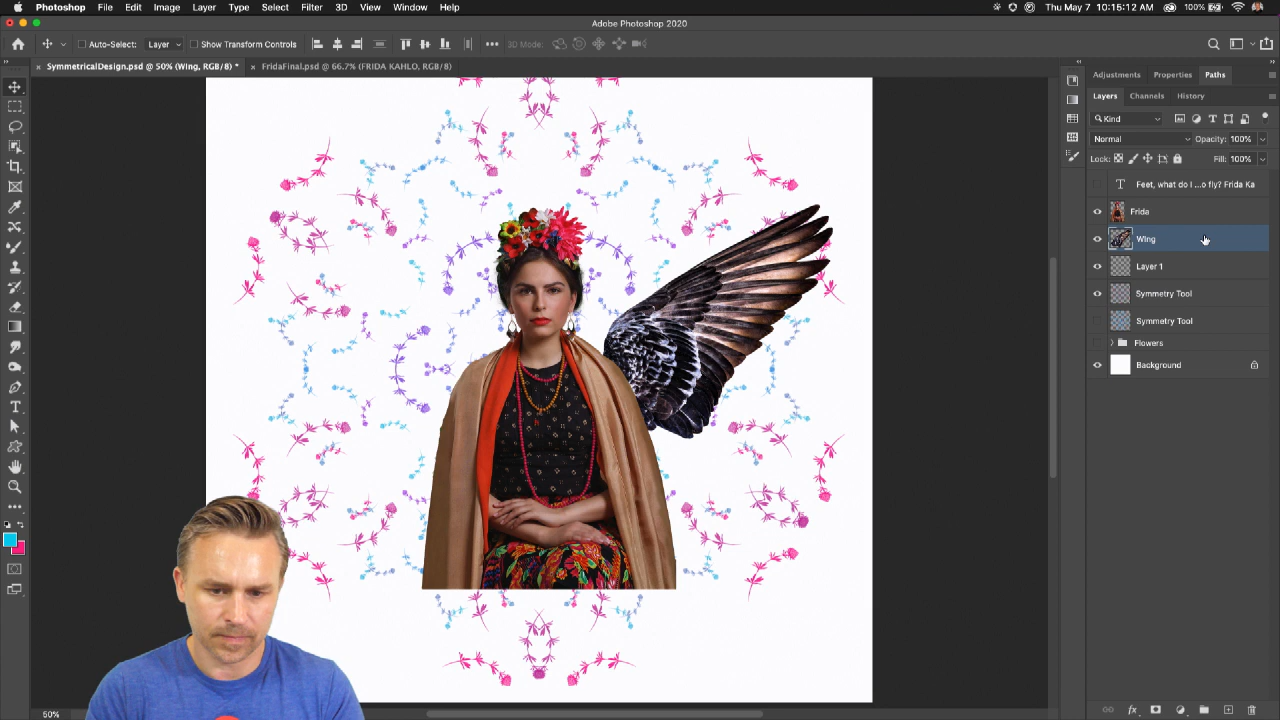 Photoshop File Edit Image Layer Type Select Filter 3D View Window Help 100% Thu May 7 10:15:12 AM
Adobe Photoshop 2020
Auto-Select: Layer Show Transform Controls 3D Mode:
SymmetricalDesign.psd @ 50% (Wing, RGB/8) * FridaFinal.psd @ 66.7% (FRIDA KAHLO, RGB/8)
Adjustments Properties Paths
Layers Channels History
Kind
Normal Opacity: 100%
Lock: Fill: 100%
Feet, what do I ...o fly? Frida Ka
Frida
Wing
Layer 1
Symmetry Tool
Symmetry Tool
Flowers
Background
50%